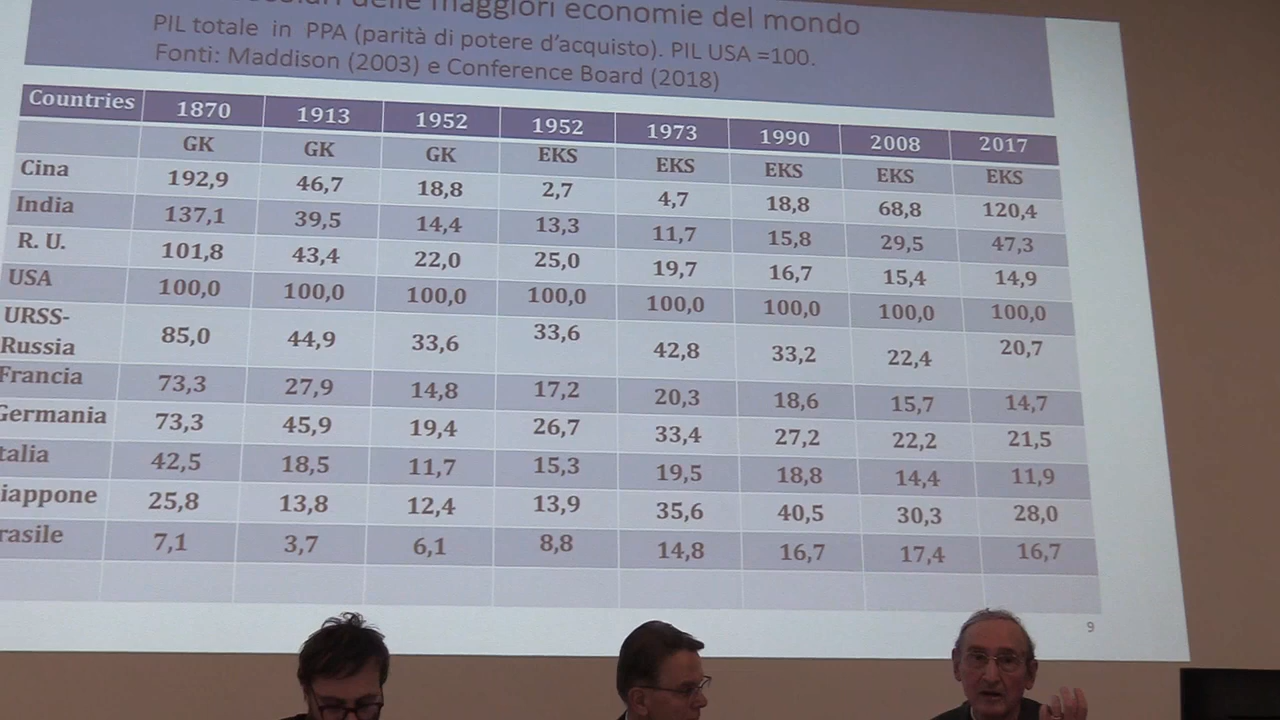 delle maggiori economie del mondo
PIL totale in PPA (parità di potere d'acquisto). PIL USA =100.
Fonti: Maddison (2003) e Conference Board (2018)
Countries 1870 1913 1952 1952 1973 1990 2008 2017
GK GK GK EKS EKS EKS EKS EKS
Cina 192,9 46,7 18,8 2,7 4,7 18,8 68,8 120,4
India 137,1 39,5 14,4 13,3 11,7 15,8 29,5 47,3
R. U. 101,8 43,4 22,0 25,0 19,7 16,7 15,4 14,9
USA 100,0 100,0 100,0 100,0 100,0 100,0 100,0 100,0
URSS-
Russia 85,0 44,9 33,6 33,6 42,8 33,2 22,4 20,7
Francia 73,3 27,9 14,8 17,2 20,3 18,6 15,7 14,7
Germania 73,3 45,9 19,4 26,7 33,4 27,2 22,2 21,5
talia 42,5 18,5 11,7 15,3 19,5 18,8 14,4 11,9
iappone 25,8 13,8 12,4 13,9 35,6 40,5 30,3 28,0
rasile 7,1 3,7 6,1 8,8 14,8 16,7 17,4 16,7
9